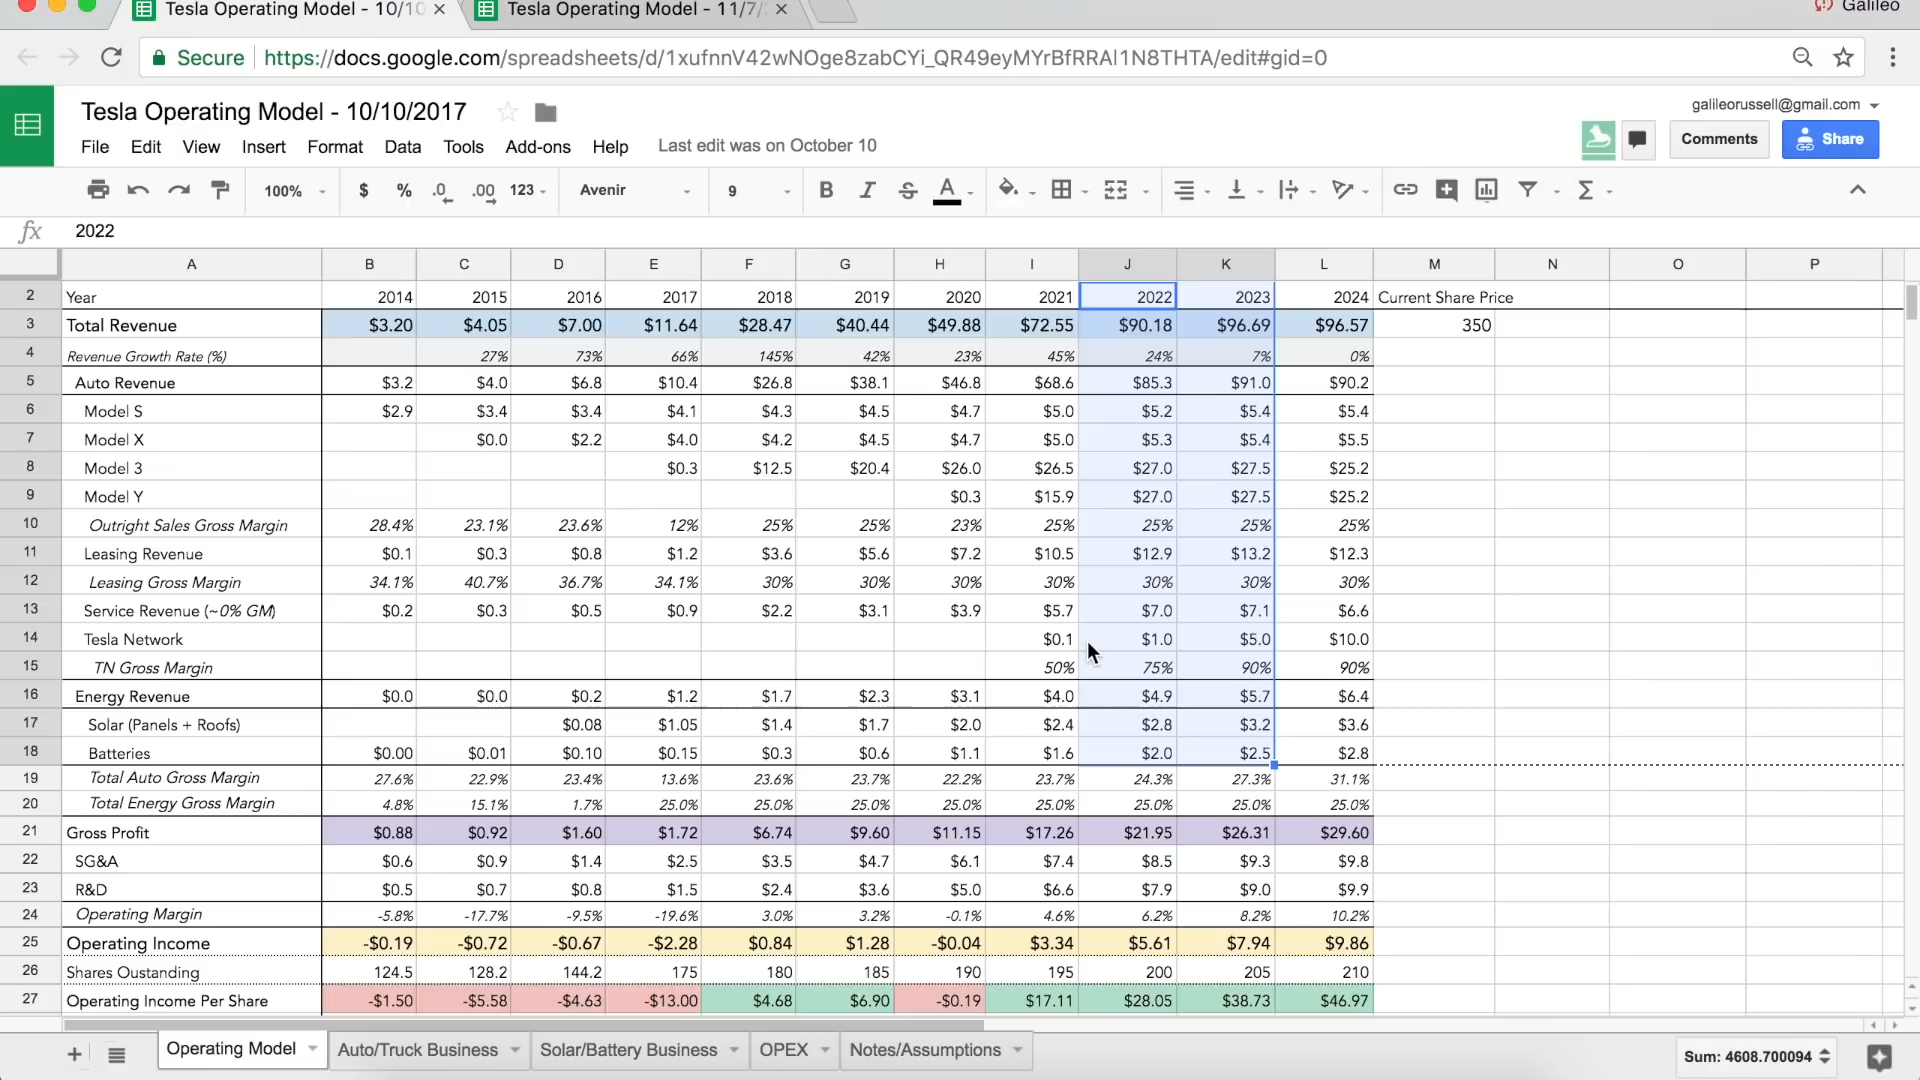 Tesla Operating Model - 10/10 × Tesla Operating Model - 11/7/ × Galileo
Secure https://docs.google.com/spreadsheets/d/1xufnnV42wNOge8zabCYi_QR49eyMYrBfRRAl1N8THTA/edit#gid=0
Tesla Operating Model - 10/10/2017 galileorussell@gmail.com
File Edit View Insert Format Data Tools Add-ons Help Last edit was on October 10 Comments Share
100% $ % .0 .00 123 Avenir 9 B I S A Σ
fx 2022
A B C D E F G H I J K L M N O P
2 Year 2014 2015 2016 2017 2018 2019 2020 2021 2022 2023 2024 Current Share Price
3 Total Revenue $3.20 $4.05 $7.00 $11.64 $28.47 $40.44 $49.88 $72.55 $90.18 $96.69 $96.57 350
4 Revenue Growth Rate (%) 27% 73% 66% 145% 42% 23% 45% 24% 7% 0%
5 Auto Revenue $3.2 $4.0 $6.8 $10.4 $26.8 $38.1 $46.8 $68.6 $85.3 $91.0 $90.2
6 Model S $2.9 $3.4 $3.4 $4.1 $4.3 $4.5 $4.7 $5.0 $5.2 $5.4 $5.4
7 Model X $0.0 $2.2 $4.0 $4.2 $4.5 $4.7 $5.0 $5.3 $5.4 $5.5
8 Model 3 $0.3 $12.5 $20.4 $26.0 $26.5 $27.0 $27.5 $25.2
9 Model Y $0.3 $15.9 $27.0 $27.5 $25.2
10 Outright Sales Gross Margin 28.4% 23.1% 23.6% 12% 25% 25% 23% 25% 25% 25% 25%
11 Leasing Revenue $0.1 $0.3 $0.8 $1.2 $3.6 $5.6 $7.2 $10.5 $12.9 $13.2 $12.3
12 Leasing Gross Margin 34.1% 40.7% 36.7% 34.1% 30% 30% 30% 30% 30% 30% 30%
13 Service Revenue (~0% GM) $0.2 $0.3 $0.5 $0.9 $2.2 $3.1 $3.9 $5.7 $7.0 $7.1 $6.6
14 Tesla Network $0.1 $1.0 $5.0 $10.0
15 TN Gross Margin 50% 75% 90% 90%
16 Energy Revenue $0.0 $0.0 $0.2 $1.2 $1.7 $2.3 $3.1 $4.0 $4.9 $5.7 $6.4
17 Solar (Panels + Roofs) $0.08 $1.05 $1.4 $1.7 $2.0 $2.4 $2.8 $3.2 $3.6
18 Batteries $0.00 $0.01 $0.10 $0.15 $0.3 $0.6 $1.1 $1.6 $2.0 $2.5 $2.8
19 Total Auto Gross Margin 27.6% 22.9% 23.4% 13.6% 23.6% 23.7% 22.2% 23.7% 24.3% 27.3% 31.1%
20 Total Energy Gross Margin 4.8% 15.1% 1.7% 25.0% 25.0% 25.0% 25.0% 25.0% 25.0% 25.0% 25.0%
21 Gross Profit $0.88 $0.92 $1.60 $1.72 $6.74 $9.60 $11.15 $17.26 $21.95 $26.31 $29.60
22 SG&A $0.6 $0.9 $1.4 $2.5 $3.5 $4.7 $6.1 $7.4 $8.5 $9.3 $9.8
23 R&D $0.5 $0.7 $0.8 $1.5 $2.4 $3.6 $5.0 $6.6 $7.9 $9.0 $9.9
24 Operating Margin -5.8% -17.7% -9.5% -19.6% 3.0% 3.2% -0.1% 4.6% 6.2% 8.2% 10.2%
25 Operating Income -$0.19 -$0.72 -$0.67 -$2.28 $0.84 $1.28 -$0.04 $3.34 $5.61 $7.94 $9.86
26 Shares Oustanding 124.5 128.2 144.2 175 180 185 190 195 200 205 210
27 Operating Income Per Share -$1.50 -$5.58 -$4.63 -$13.00 $4.68 $6.90 -$0.19 $17.11 $28.05 $38.73 $46.97
Operating Model Auto/Truck Business Solar/Battery Business OPEX Notes/Assumptions Sum: 4608.700094